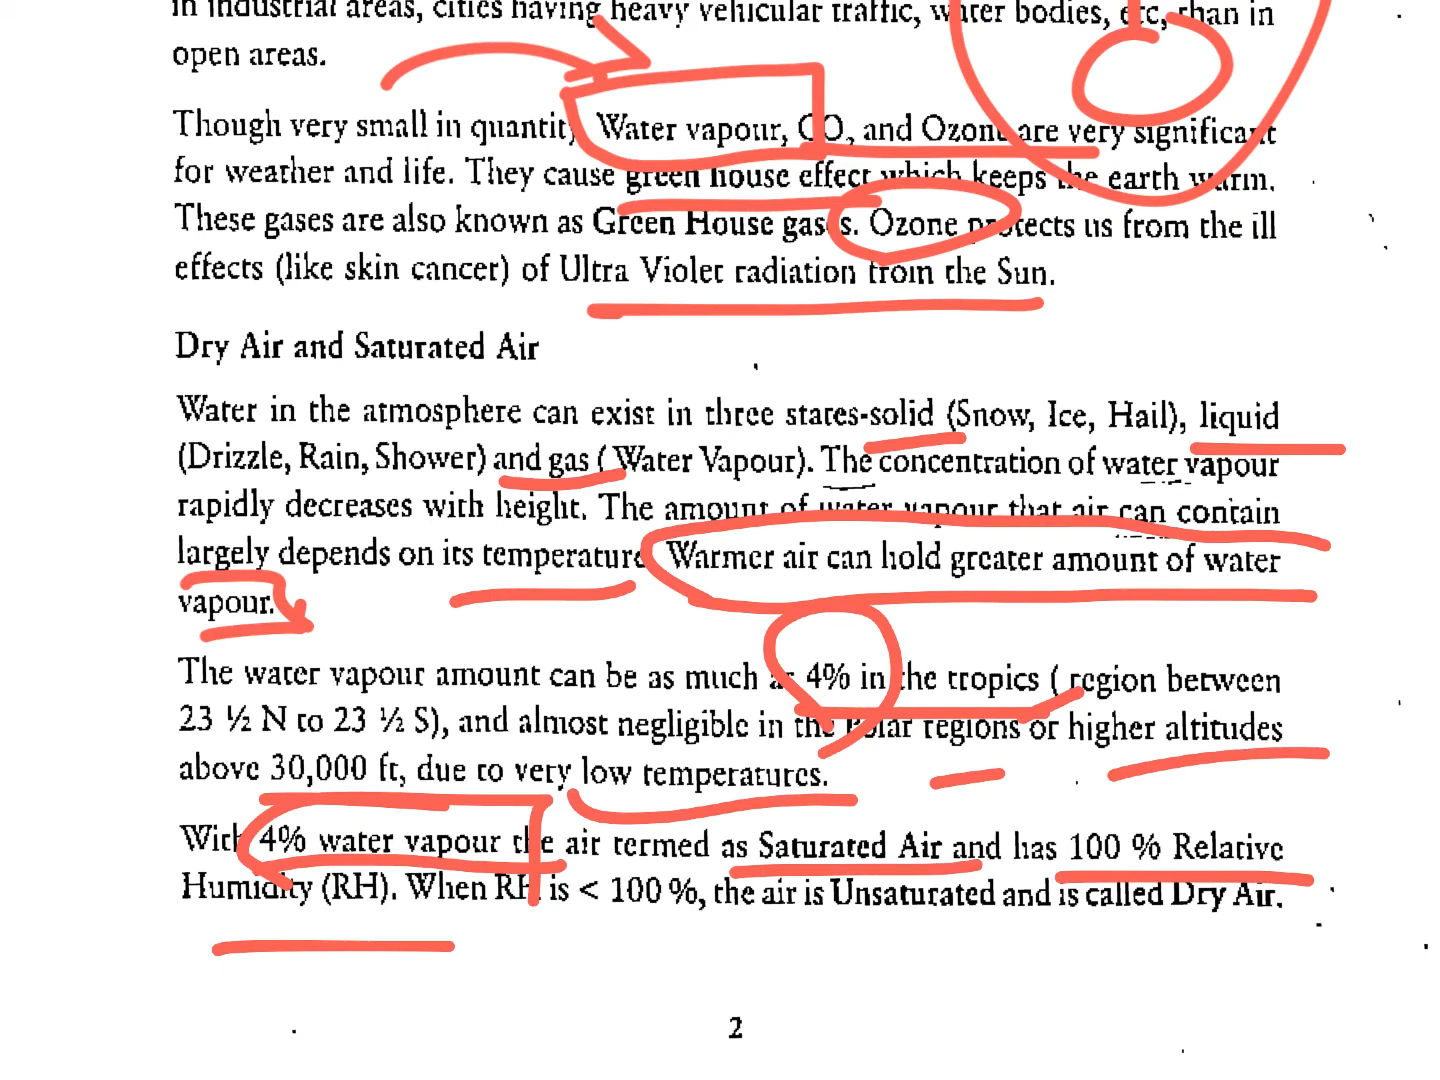 in industrial areas, cities having heavy vehicular traffic, water bodies, etc, than in
open areas.
Though very small in quantity, Water vapour, CO, and Ozone are very significant
for weather and life. They cause green house effect which keeps the earth warm.
These gases are also known as Green House gases. Ozone protects us from the ill
effects (like skin cancer) of Ultra Violet radiation from the Sun.
Dry Air and Saturated Air
Water in the atmosphere can exist in three states-solid (Snow, Ice, Hail), liquid
(Drizzle, Rain, Shower) and gas ( Water Vapour). The concentration of water vapour
rapidly decreases with height. The amount of water vapour that air can contain
largely depends on its temperature. Warmer air can hold greater amount of water
vapour.
The water vapour amount can be as much as 4% in the tropics ( region between
23 ½ N to 23 ½ S), and almost negligible in the Polar regions or higher altitudes
above 30,000 ft, due to very low temperatures.
With 4% water vapour the air termed as Saturated Air and has 100 % Relative
Humidity (RH). When RH is < 100 %, the air is Unsaturated and is called Dry Air.
2